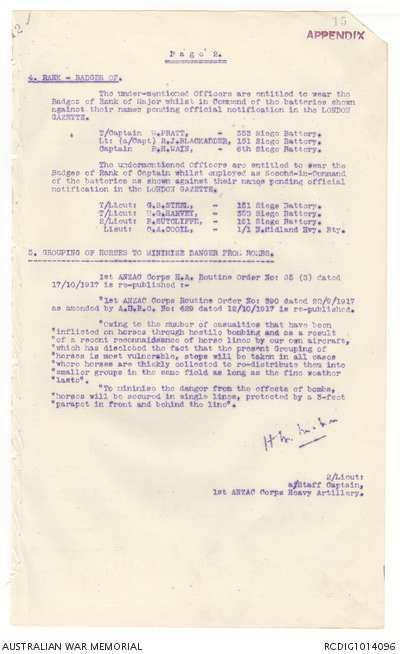 15
APPENDIX
Page 2.
4. RANK - BADGES OF.
The under-mentioned Officers are entitled to wear the
Badges of Rank of Major whilst in Command of the batteries shown
against their names pending official notification in the LONDON
GAZETTE.
T/Captain PRATT, - Siege Battery.
Lt: (a/Capt) R.J. BLACKADDER, 151 Siege Battery.
Captain WAIN, - 6th Siege Battery.
The undermentioned Officers are entitled to wear the
Badges of Rank of Captain whilst employed as Second-in-Command
of the batteries as shown against their name pending official
notification in the LONDON GAZETTE.
T/Lieut: - 151 Siege Battery.
T/Lieut: HARVEY, - Siege Battery.
2/Lieut: SUTCLIFFE, - 151 Siege Battery.
Lieut: - 1/1 N.Midland Hvy. Bty.
5. GROUPING OF HORSES TO MINIMISE DANGER FROM BOMBS.
1st ANZAC Corps H.A. Routine Order No: 35 (3) dated
17/10/1917 is re-published :-
"1st ANZAC Corps Routine Order No: 390 dated 20/9/1917
as amended by A.H.R.O. No: 429 dated 12/10/1917 is re-published.
"Owing to the number of casualties that have been
"inflicted on horses through hostile bombing and as a result
"of a recent reconnaissance of horse lines by our own aircraft,
"which has disclosed the fact that the present Grouping of
"horses is most vulnerable, steps will be taken in all cases
"where horses are thickly collected to re-distribute them into
"smaller groups in the same field as long as the fine weather
"lasts".
"To minimise the danger from the effects of bombs,
"horses will be secured in single lines, protected by a 3-feet
"parapet in front and behind the line".
2/Lieut:
a/Staff Captain,
1st ANZAC Corps Heavy Artillery.
AUSTRALIAN WAR MEMORIAL
RCDIG1014096